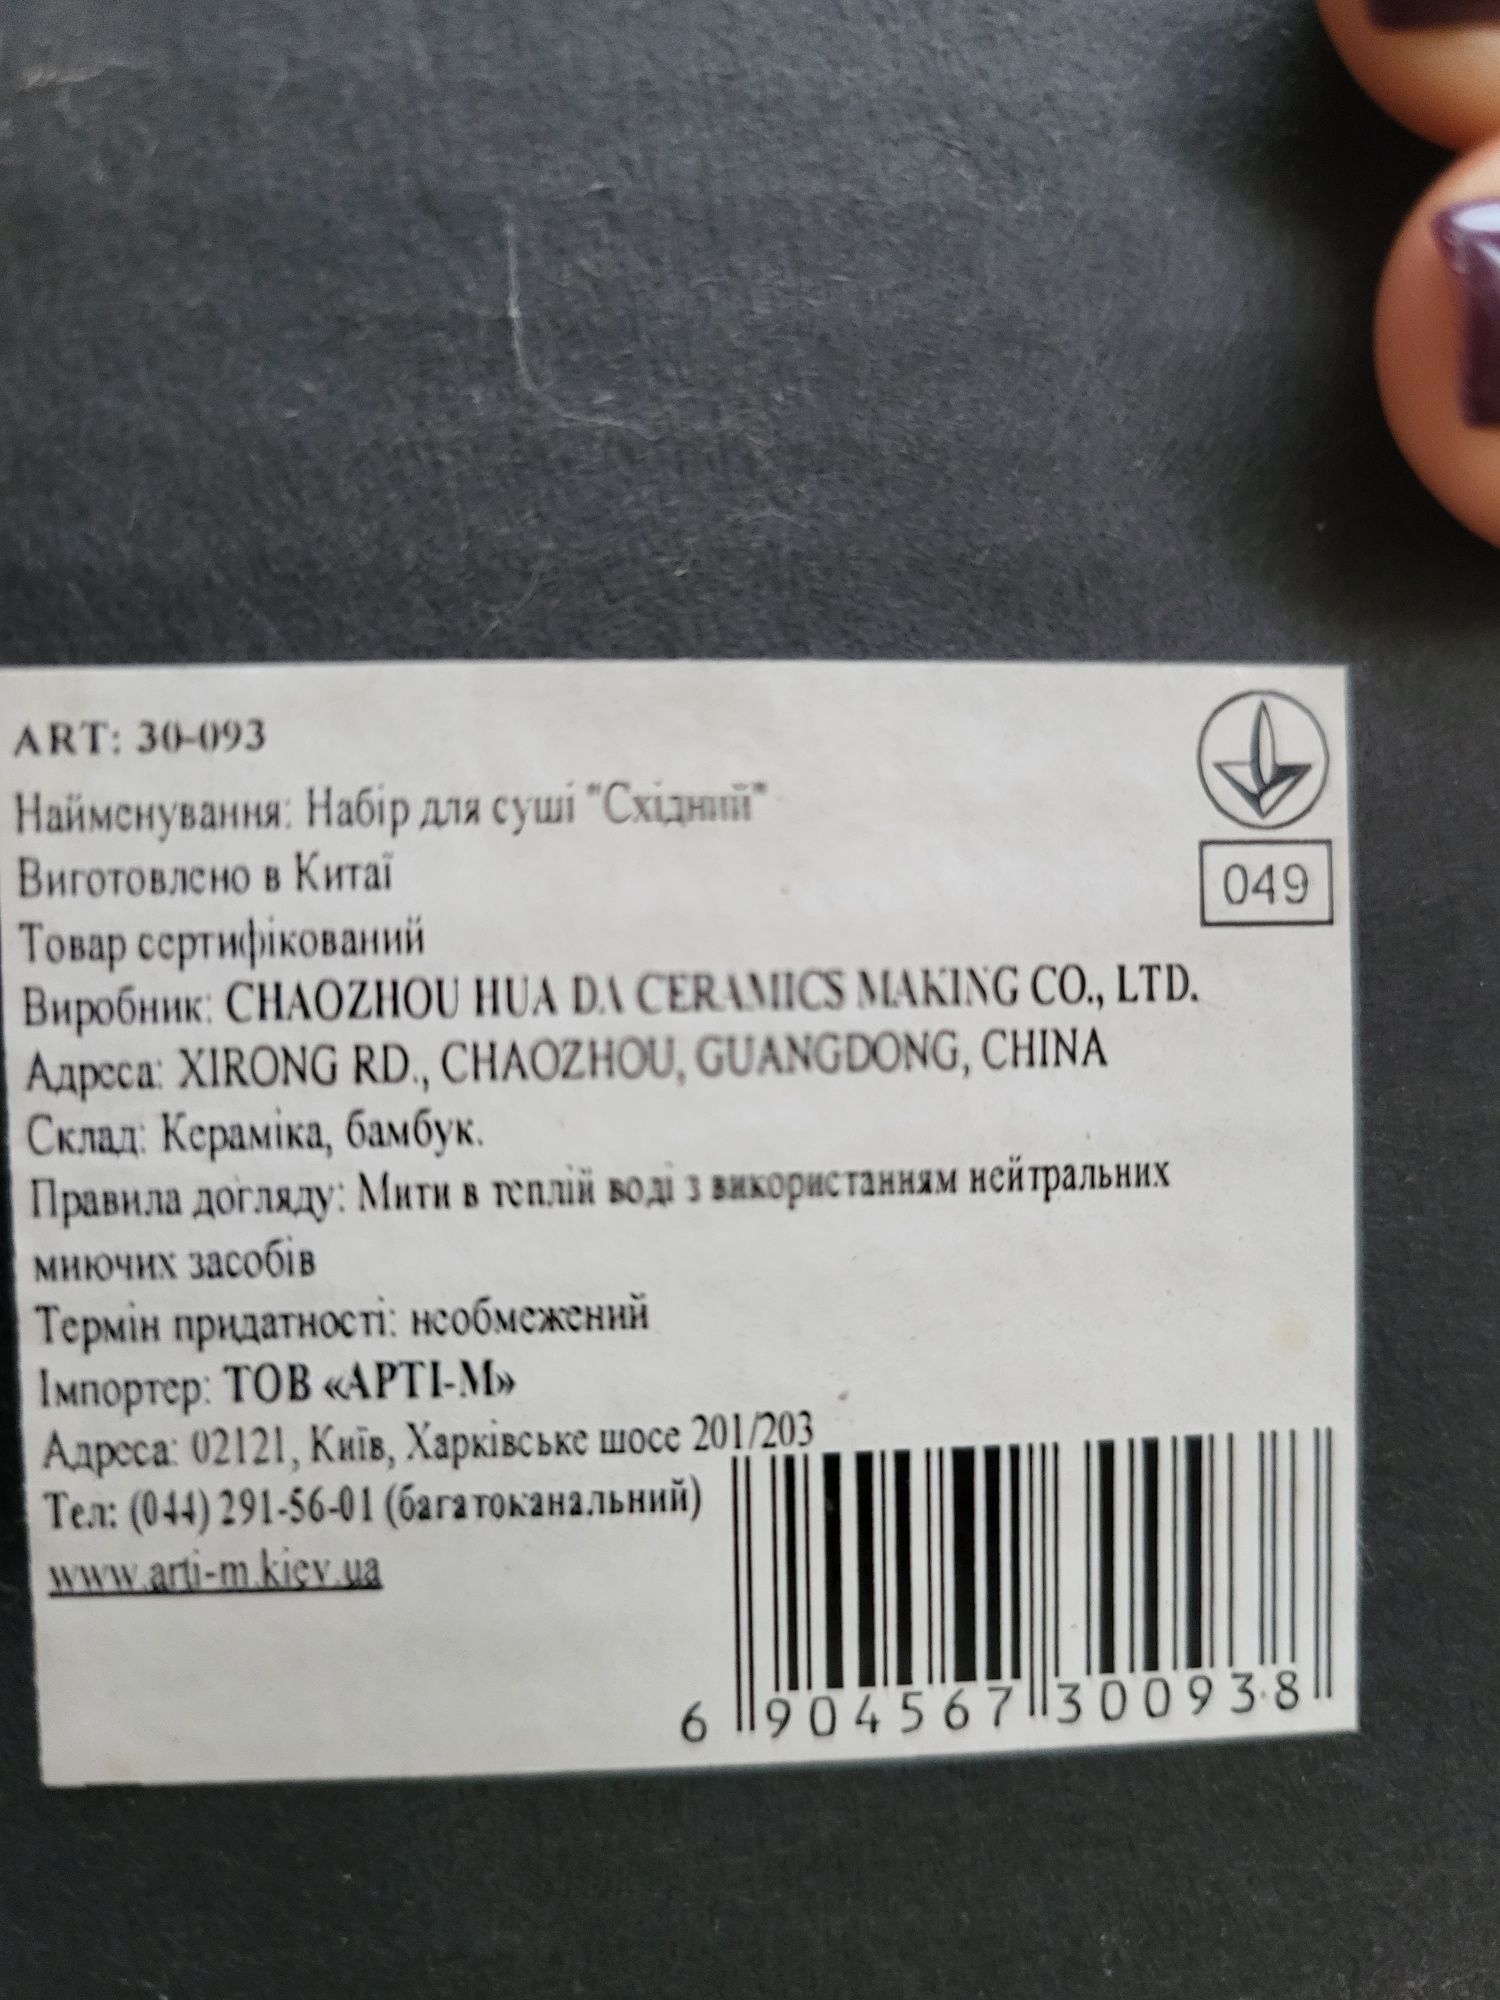 ART: 30-093
Найменування: Набір для суші "Східний"
Виготовлено в Китаї
Товар сертифікований
Виробник: CHAOZHOU HUA DA CERAMICS MAKING CO., LTD.
Адреса: XIRONG RD., CHAOZHOU, GUANGDONG, CHINA
Склад: Кераміка, бамбук.
Правила догляду: Мити в теплій воді з використанням нейтральних
миючих засобів
Термін придатності: необмежений
Імпортер: ТОВ «АРТІ-М»
Адреса: 02121, Київ, Харківське шосе 201/203
Тел: (044) 291-56-01 (багатоканальний)
www.arti-m.kiev.ua
049
6 904567 300938